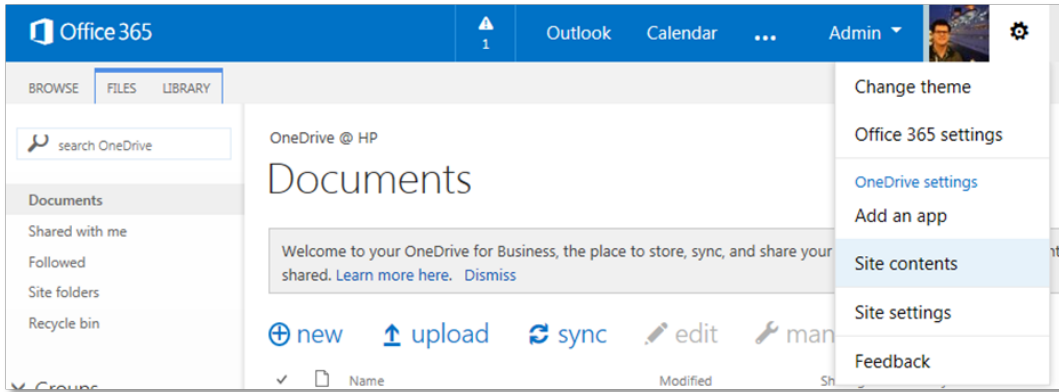 Office 365
1
Outlook Calendar ... Admin
BROWSE FILES LIBRARY
Change theme
Office 365 settings
search OneDrive
OneDrive @ HP
Documents
OneDrive settings
Add an app
Documents
Shared with me
Followed
Site folders
Recycle bin
Welcome to your OneDrive for Business, the place to store, sync, and share your
shared. Learn more here. Dismiss
Site contents
Site settings
Feedback
new upload sync edit man
Name Modified Sh
Groups